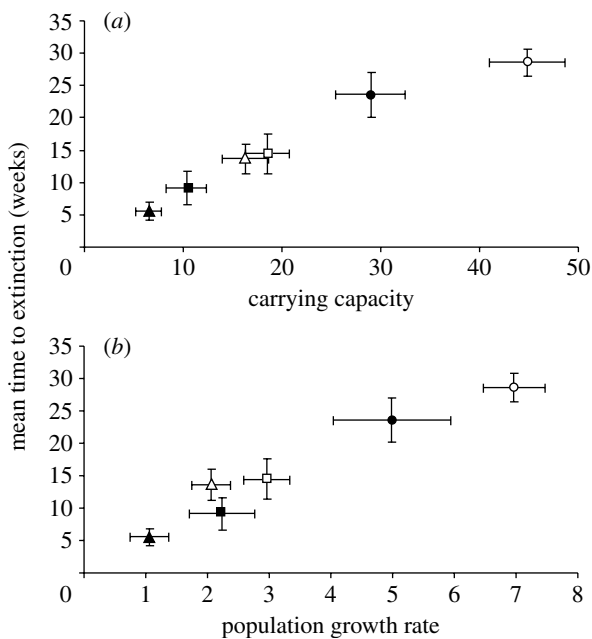 (a)
35
30
25
20
15
10
5
0 10 20 30 40 50
carrying capacity
mean time to extinction (weeks)
(b)
35
30
25
20
15
10
5
0 1 2 3 4 5 6 7 8
population growth rate